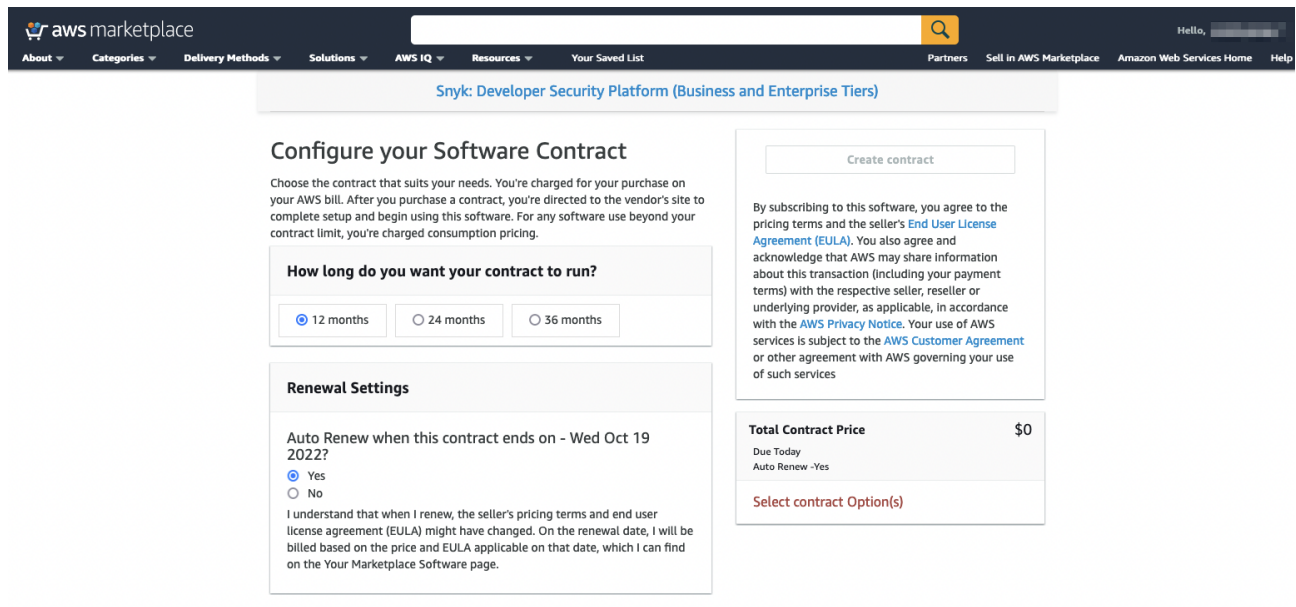 aws marketplace
Hello,
About
Categories
Delivery Methods
Solutions
AWS IQ
Resources
Your Saved List
Partners
Sell in AWS Marketplace
Amazon Web Services Home
Help
Snyk: Developer Security Platform (Business and Enterprise Tiers)
Configure your Software Contract
Choose the contract that suits your needs. You're charged for your purchase on
your AWS bill. After you purchase a contract, you're directed to the vendor's site to
complete setup and begin using this software. For any software use beyond your
contract limit, you're charged consumption pricing.
How long do you want your contract to run?
12 months
24 months
36 months
Renewal Settings
Auto Renew when this contract ends on - Wed Oct 19
2022?
Yes
No
I understand that when I renew, the seller's pricing terms and end user
license agreement (EULA) might have changed. On the renewal date, I will be
billed based on the price and EULA applicable on that date, which I can find
on the Your Marketplace Software page.
Create contract
By subscribing to this software, you agree to the
pricing terms and the seller's End User License
Agreement (EULA). You also agree and
acknowledge that AWS may share information
about this transaction (including your payment
terms) with the respective seller, reseller or
underlying provider, as applicable, in accordance
with the AWS Privacy Notice. Your use of AWS
services is subject to the AWS Customer Agreement
or other agreement with AWS governing your use
of such services
Total Contract Price
$0
Due Today
Auto Renew -Yes
Select contract Option(s)